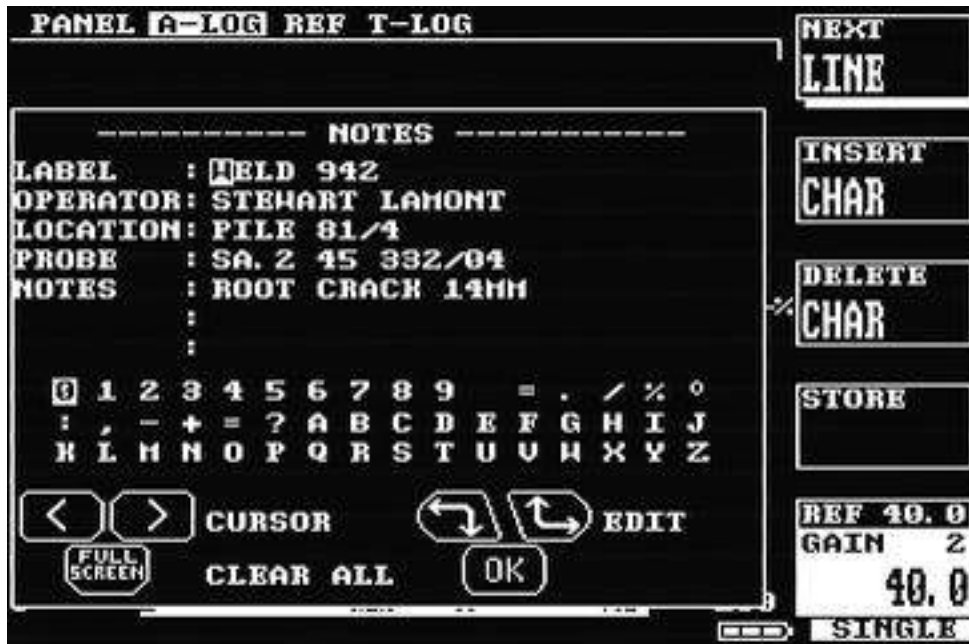 PANEL A-LOG REF T-LOG
NEXT
LINE
INSERT
CHAR
DELETE
CHAR
STORE
---------- NOTES -----------
LABEL : WELD 942
OPERATOR: STEWART LAMONT
LOCATION: PILE 81/4
PROBE : SA.2 45 332/04
NOTES : ROOT CRACK 14MM
:
:
0 1 2 3 4 5 6 7 8 9 = . / % º
: , - + = ? A B C D E F G H I J
K L M N O P Q R S T U V W X Y Z
< > CURSOR EDIT
FULL SCREEN CLEAR ALL OK
%
REF 40.0
GAIN 2
40.0
SINGLE